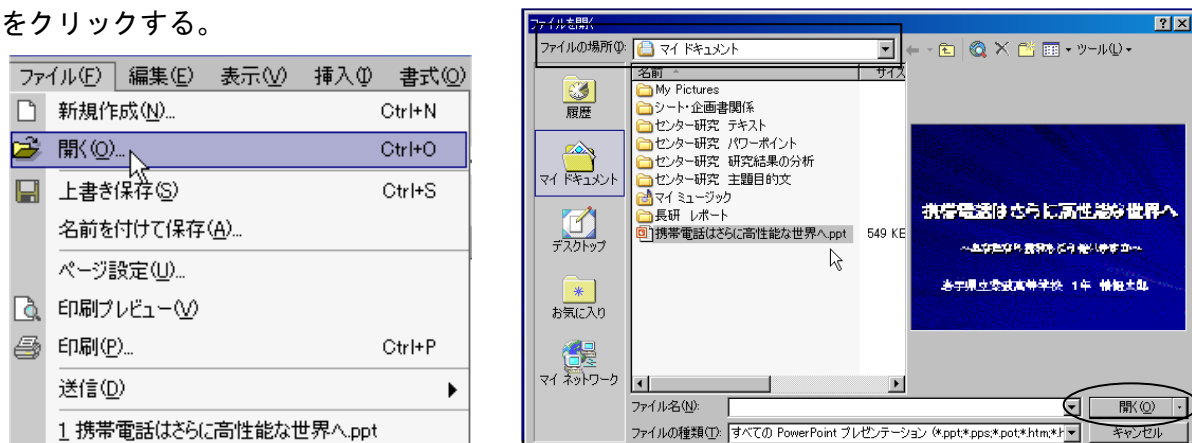 をクリックする。
ファイル(F) 編集(E) 表示(V) 挿入(I) 書式(O)
新規作成(N)... Ctrl+N
開く(O)... Ctrl+O
上書き保存(S) Ctrl+S
名前を付けて保存(A)...
ページ設定(U)...
印刷プレビュー(V)
印刷(P)... Ctrl+P
送信(D)
1 携帯電話はさらに高性能な世界へ.ppt
ファイルを開く
ファイルの場所(I): マイ ドキュメント ツール(L)
名前 サイズ
My Pictures
シート・企画書関係
センター研究 テキスト
センター研究 パワーポイント
センター研究 研究結果の分析
センター研究 主題目的文
マイ ミュージック
長研 レポート
携帯電話はさらに高性能な世界へ.ppt 549 KB
履歴
マイ ドキュメント
デスクトップ
お気に入り
マイ ネットワーク
携帯電話はさらに高性能な世界へ
1年 情報太郎
ファイル名(N): 開く(O)
ファイルの種類(T): すべての PowerPoint プレゼンテーション (*.ppt;*.pps;*.pot;*.htm;*.h キャンセル